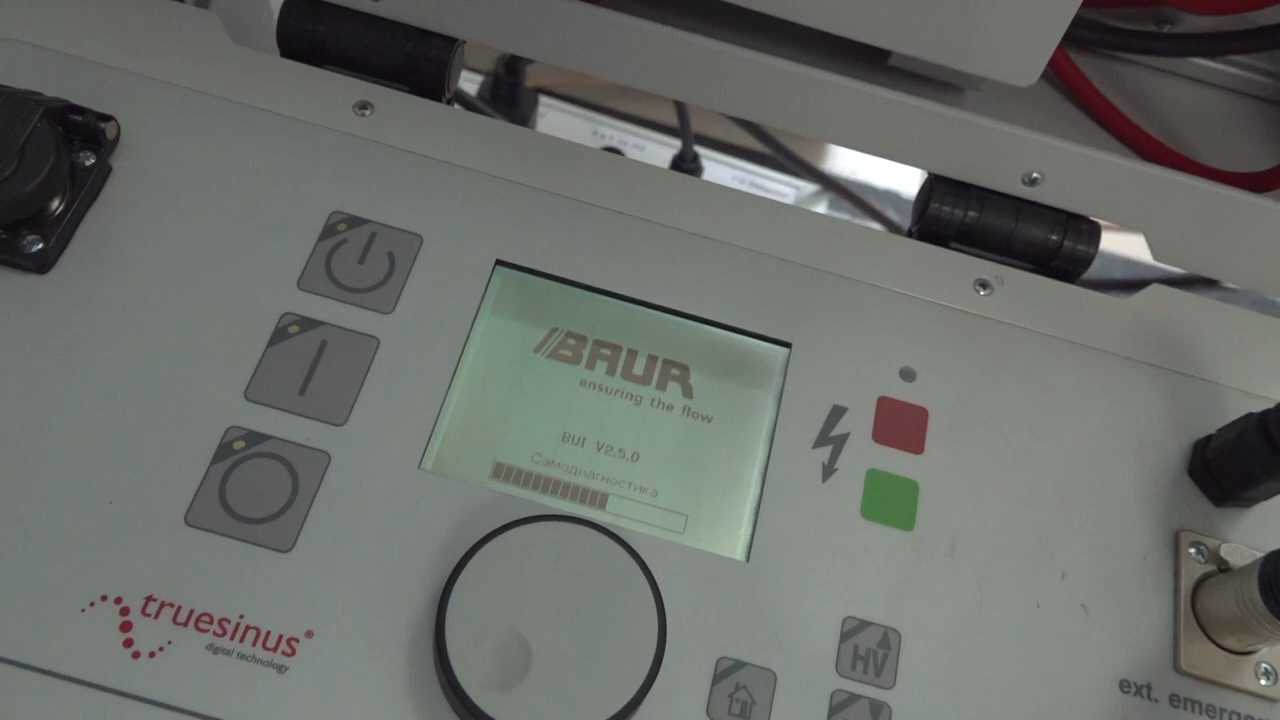 BAUR
ensuring the flow
BUI V2.5.0
Самодиагностика
truesinus®
digital technology
HV
ext. emerge